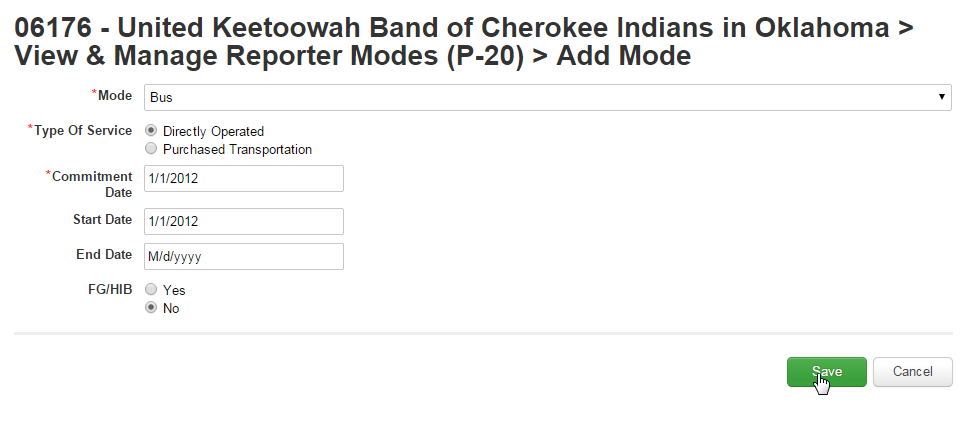 06176 - United Keetoowah Band of Cherokee Indians in Oklahoma >
View & Manage Reporter Modes (P-20) > Add Mode
*Mode Bus
*Type Of Service Directly Operated
Purchased Transportation
*Commitment Date 1/1/2012
Start Date 1/1/2012
End Date M/d/yyyy
FG/HIB Yes
No
Save Cancel